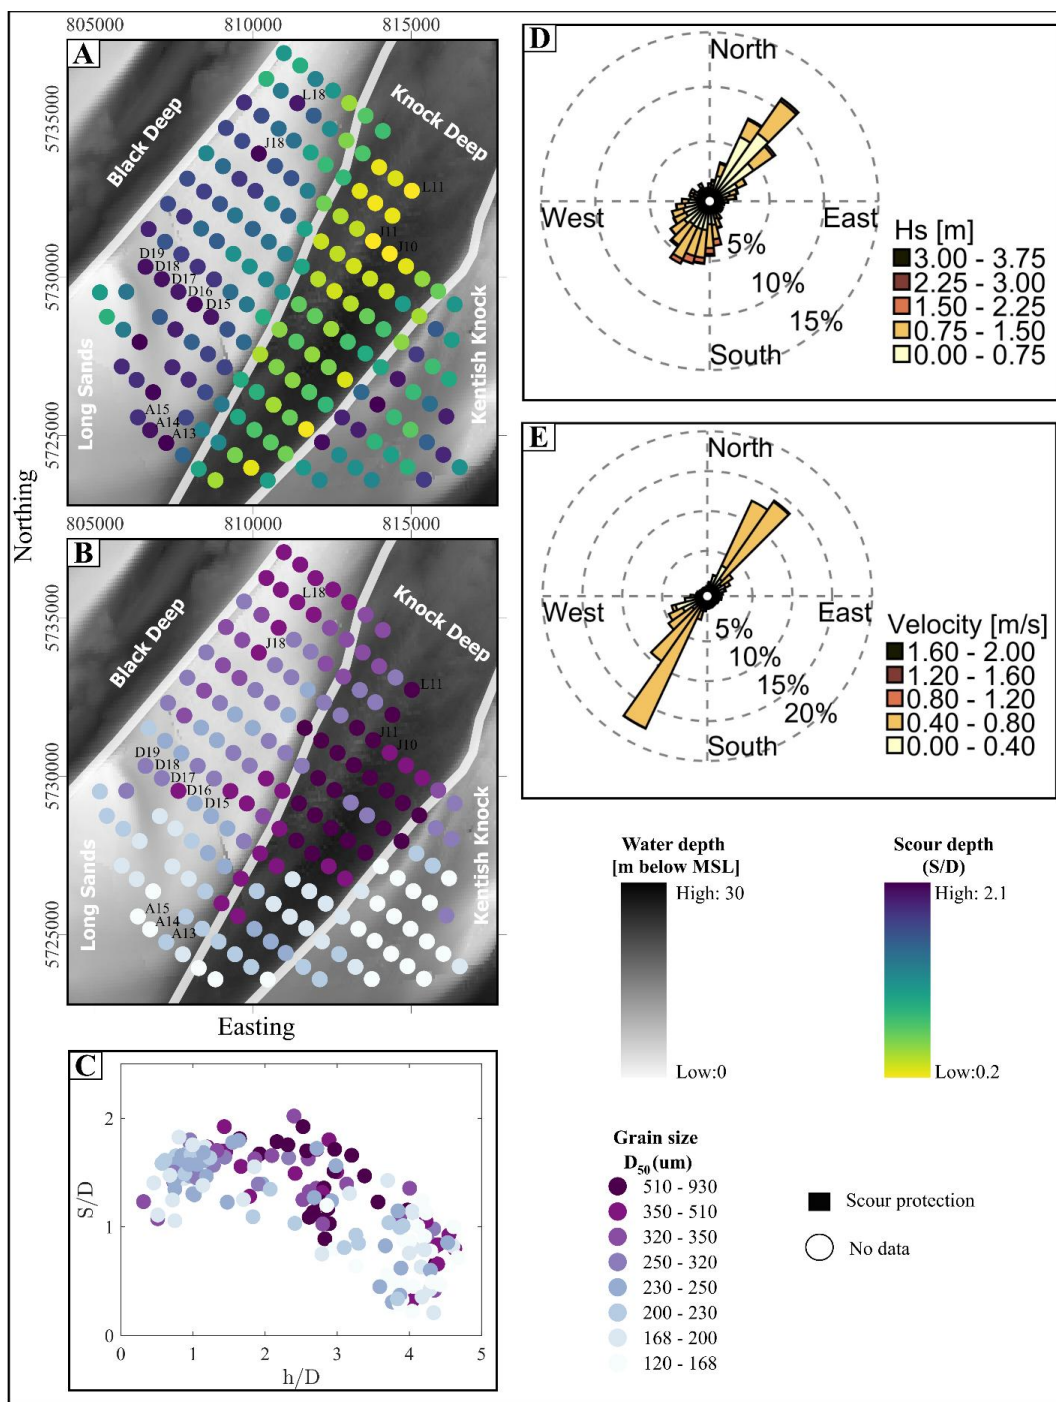 805000 810000 815000
A
5735000
5730000
5725000
Black Deep
Knock Deep
Long Sands
Kentish Knock
L18
J18
L11
J11
J10
D19
D18
D17
D16
D15
A15
A14
A13
Northing
805000 810000 815000
B
5735000
5730000
5725000
Black Deep
Knock Deep
Long Sands
Kentish Knock
L18
J18
L11
J11
J10
D19
D18
D17
D16
D15
A15
A14
A13
Easting
C
S/D
2
1
0
0 1 2 3 4 5
h/D
D
North
West
East
South
5%
10%
15%
Hs [m]
3.00 - 3.75
2.25 - 3.00
1.50 - 2.25
0.75 - 1.50
0.00 - 0.75
E
North
West
East
South
5%
10%
15%
20%
Velocity [m/s]
1.60 - 2.00
1.20 - 1.60
0.80 - 1.20
0.40 - 0.80
0.00 - 0.40
Water depth
[m below MSL]
High: 30
Low:0
Scour depth
(S/D)
High: 2.1
Low:0.2
Grain size
D50 (um)
510 - 930
350 - 510
320 - 350
250 - 320
230 - 250
200 - 230
168 - 200
120 - 168
Scour protection
No data